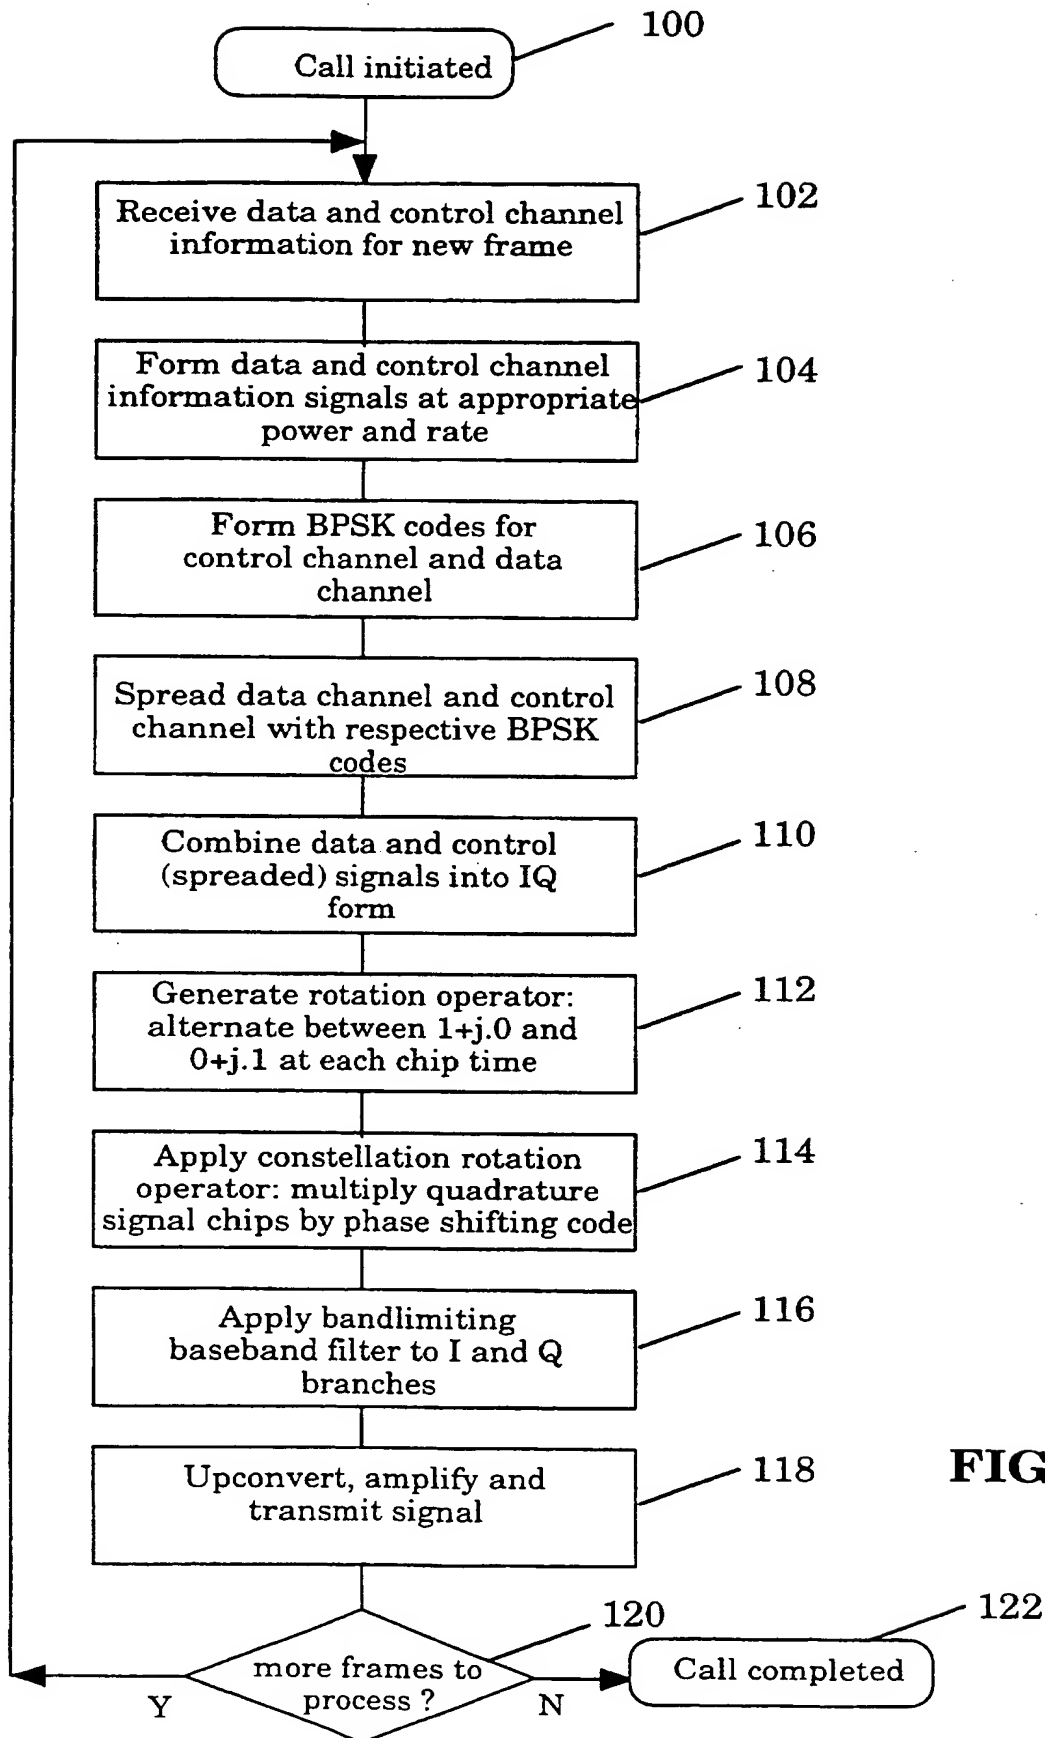 100
Call initiated
102
Receive data and control channel
information for new frame
104
Form data and control channel
information signals at appropriate
power and rate
106
Form BPSK codes for
control channel and data
channel
108
Spread data channel and control
channel with respective BPSK
codes
110
Combine data and control
(spreaded) signals into IQ
form
112
Generate rotation operator:
alternate between 1+j.0 and
0+j.1 at each chip time
114
Apply constellation rotation
operator: multiply quadrature
signal chips by phase shifting code
116
Apply bandlimiting
baseband filter to I and Q
branches
118
Upconvert, amplify and
transmit signal
FIG
120
122
more frames to
process ?
Call completed
Y
N